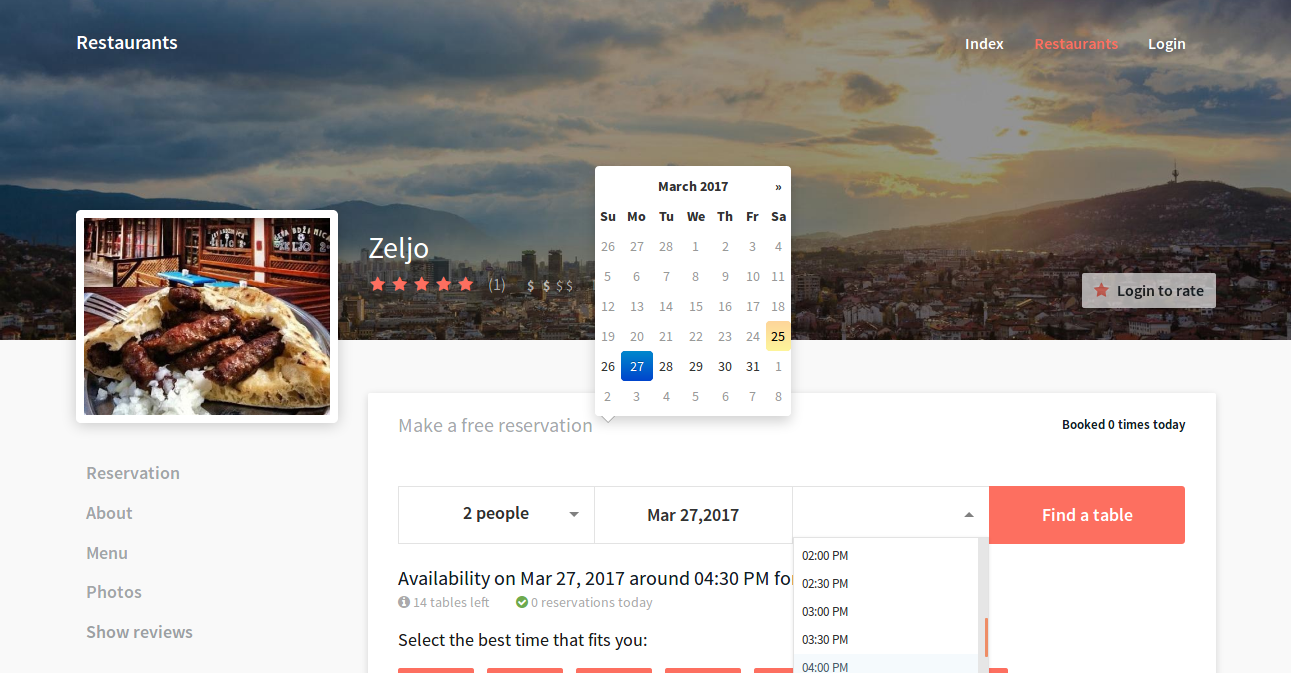 Restaurants
Index Restaurants Login
March 2017 »
Su Mo Tu We Th Fr Sa
26 27 28 1 2 3 4
5 6 7 8 9 10 11
12 13 14 15 16 17 18
19 20 21 22 23 24 25
26 27 28 29 30 31 1
2 3 4 5 6 7 8
Zeljo
(1) $ $ $ $
Login to rate
Make a free reservation
Booked 0 times today
Reservation
About
Menu
Photos
Show reviews
2 people
Mar 27,2017
Find a table
02:00 PM
02:30 PM
03:00 PM
03:30 PM
04:00 PM
Availability on Mar 27, 2017 around 04:30 PM for
14 tables left
0 reservations today
Select the best time that fits you: